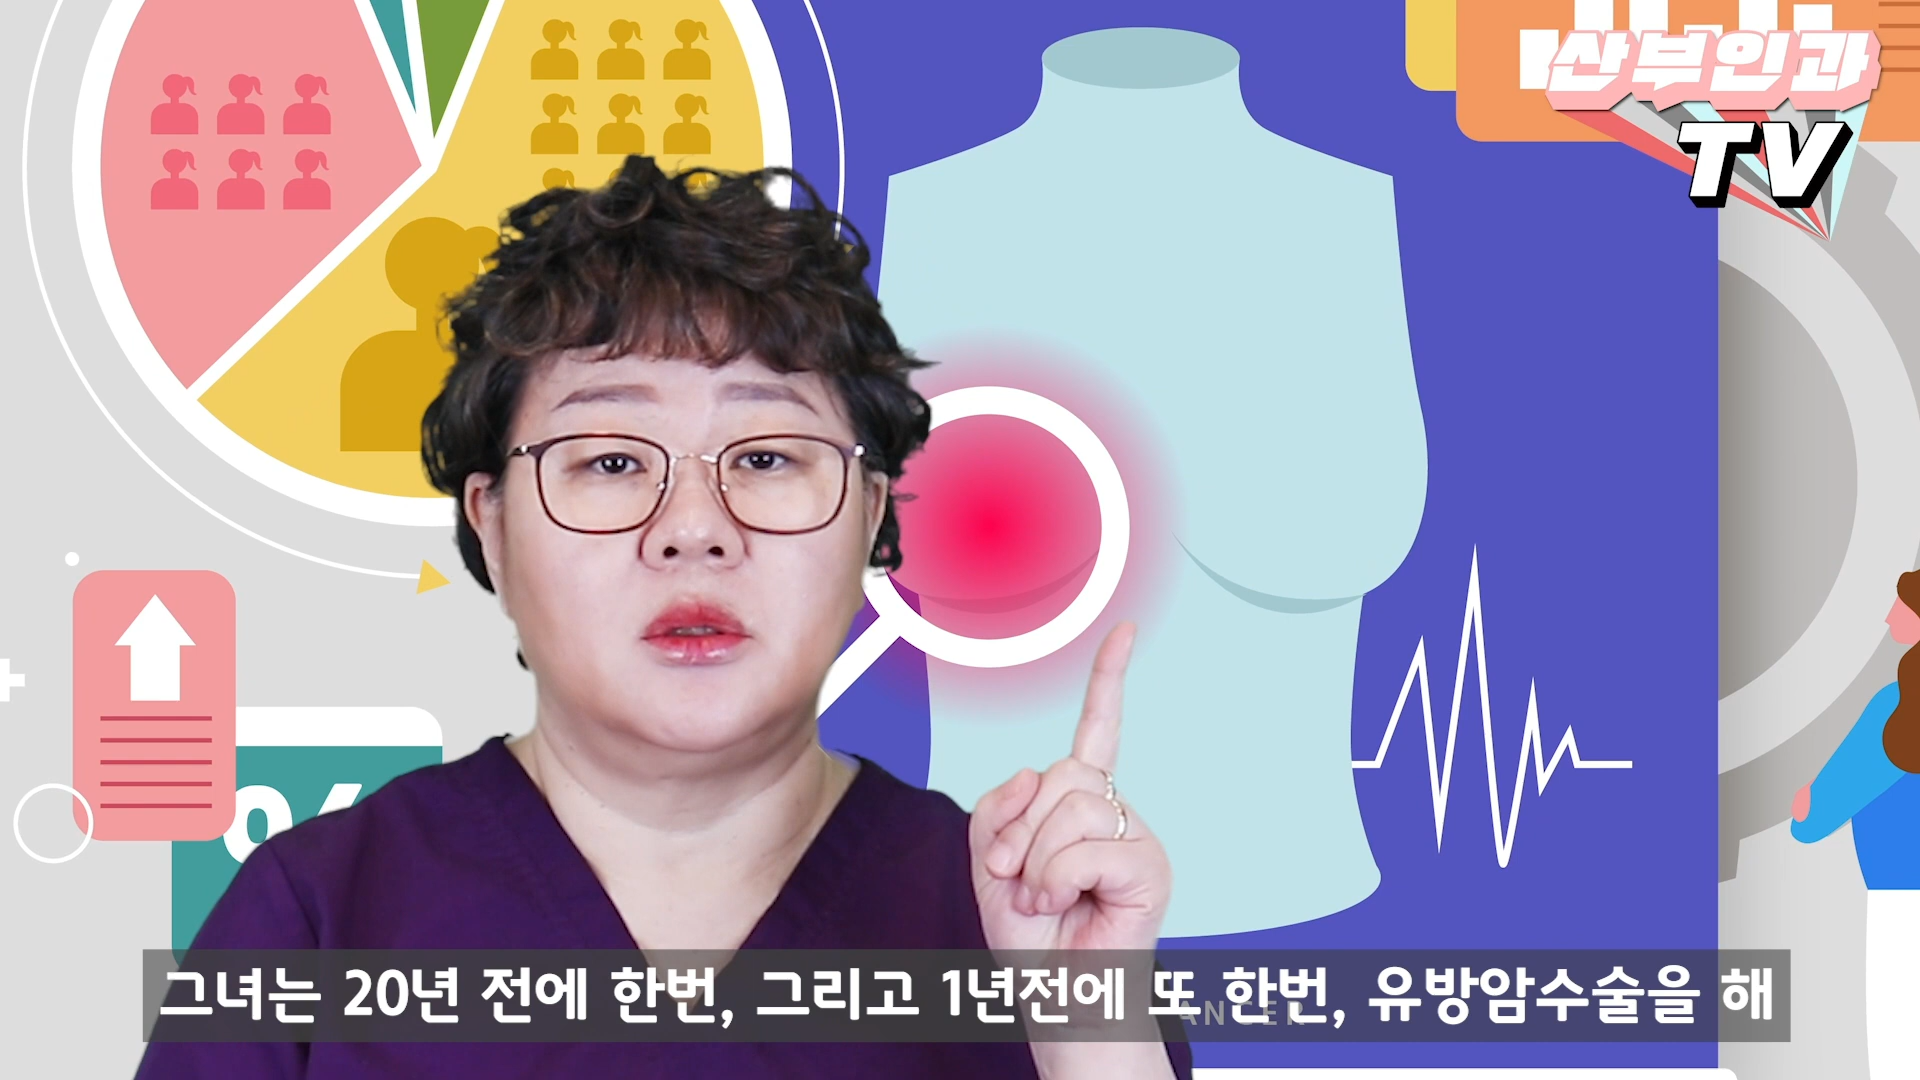 산부인과
TV
%
그녀는 20년 전에 한번, 그리고 1년전에 또 한번, 유방암수술을 해